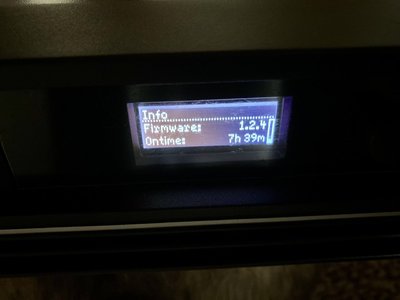 Info
Firmware: 1.2.4
Ontime: 7h 39m